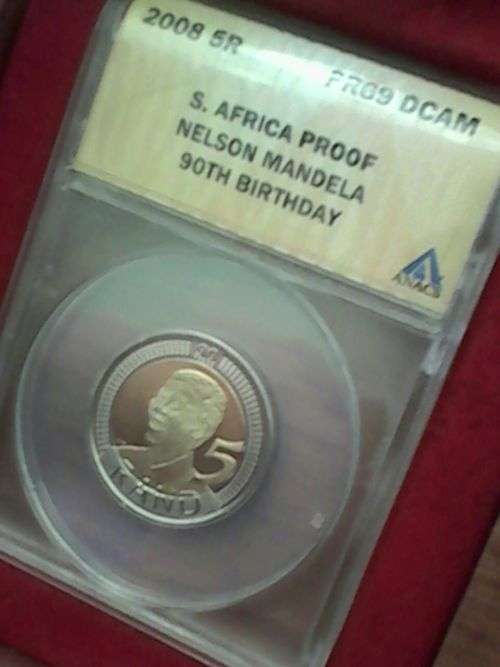 2008 5R PR69 DCAM
S. AFRICA PROOF
NELSON MANDELA
90TH BIRTHDAY
ANACS
5
RAND